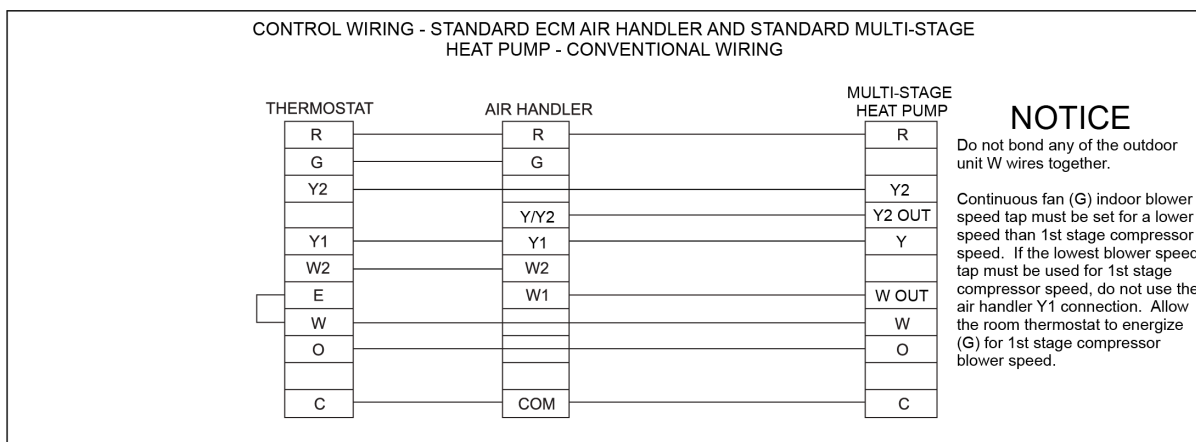 CONTROL WIRING - STANDARD ECM AIR HANDLER AND STANDARD MULTI-STAGE
HEAT PUMP - CONVENTIONAL WIRING
THERMOSTAT
R
G
Y2
Y1
W2
E
W
O
C
AIR HANDLER
R
G
Y/Y2
Y1
W2
W1
COM
MULTI-STAGE
HEAT PUMP
R
Y2
Y2 OUT
Y
W OUT
W
O
C
NOTICE
Do not bond any of the outdoor
unit W wires together.
Continuous fan (G) indoor blower
speed tap must be set for a lower
speed than 1st stage compressor
speed. If the lowest blower speed
tap must be used for 1st stage
compressor speed, do not use the
air handler Y1 connection. Allow
the room thermostat to energize
(G) for 1st stage compressor
blower speed.